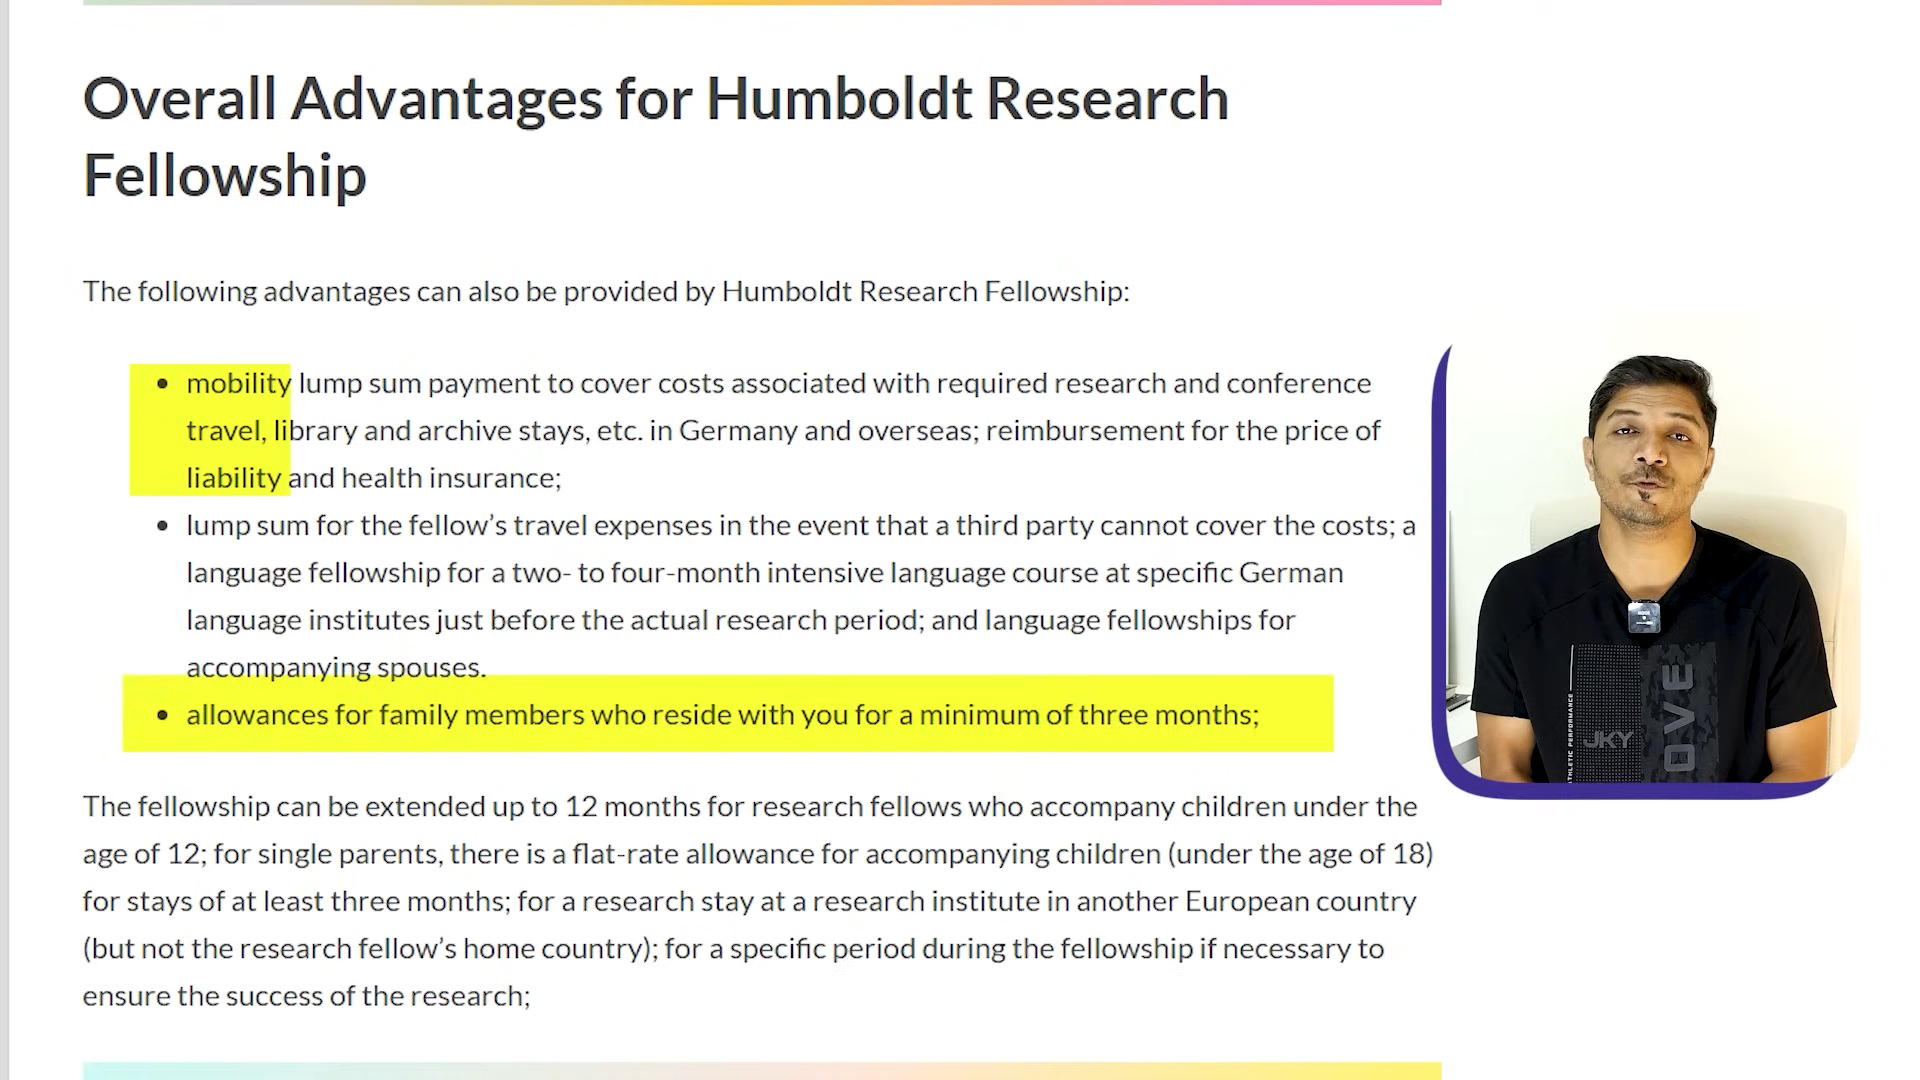 Overall Advantages for Humboldt Research
Fellowship
The following advantages can also be provided by Humboldt Research Fellowship:
• mobility lump sum payment to cover costs associated with required research and conference
travel, library and archive stays, etc. in Germany and overseas; reimbursement for the price of
liability and health insurance;
• lump sum for the fellow’s travel expenses in the event that a third party cannot cover the costs; a
language fellowship for a two- to four-month intensive language course at specific German
language institutes just before the actual research period; and language fellowships for
accompanying spouses.
• allowances for family members who reside with you for a minimum of three months;
The fellowship can be extended up to 12 months for research fellows who accompany children under the
age of 12; for single parents, there is a flat-rate allowance for accompanying children (under the age of 18)
for stays of at least three months; for a research stay at a research institute in another European country
(but not the research fellow’s home country); for a specific period during the fellowship if necessary to
ensure the success of the research;
JKY
OVE